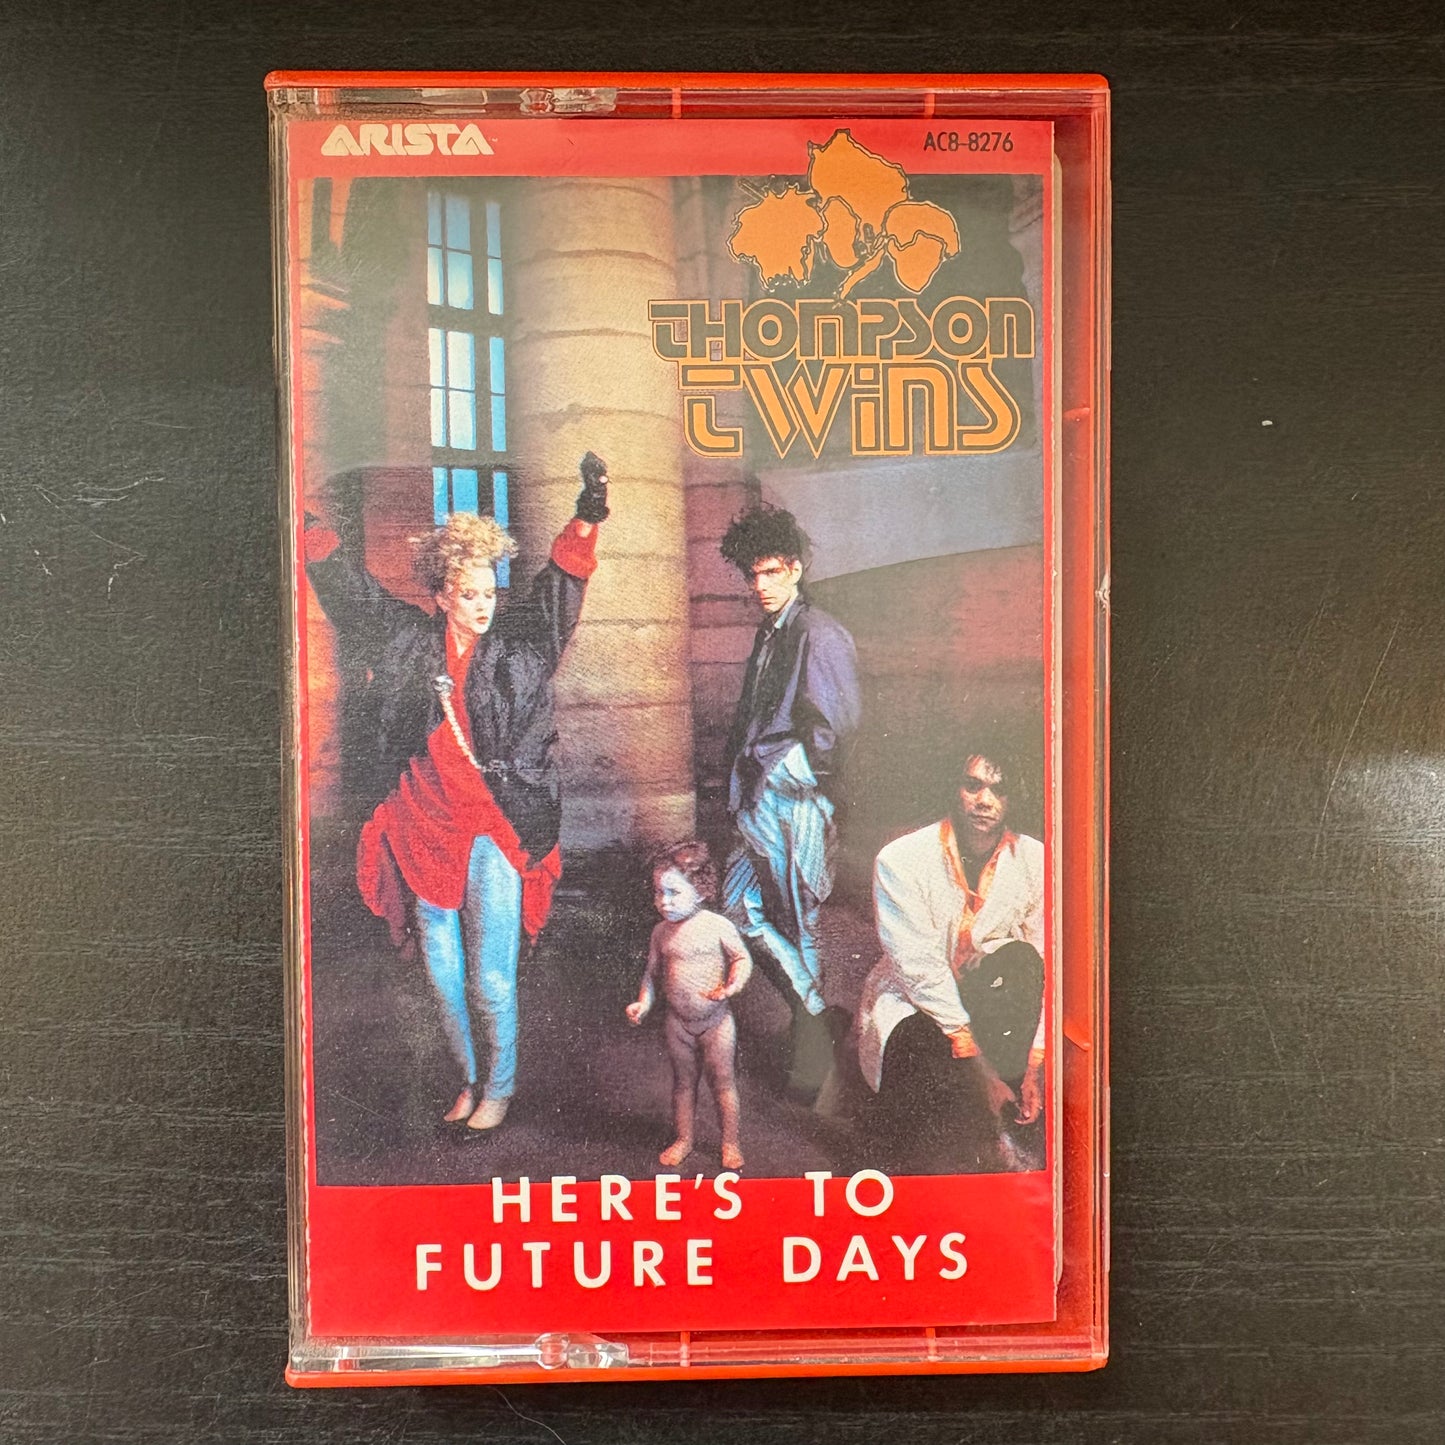 ARISTA
AC8-8276
THOMPSON
TWINS
HERE'S TO
FUTURE DAYS